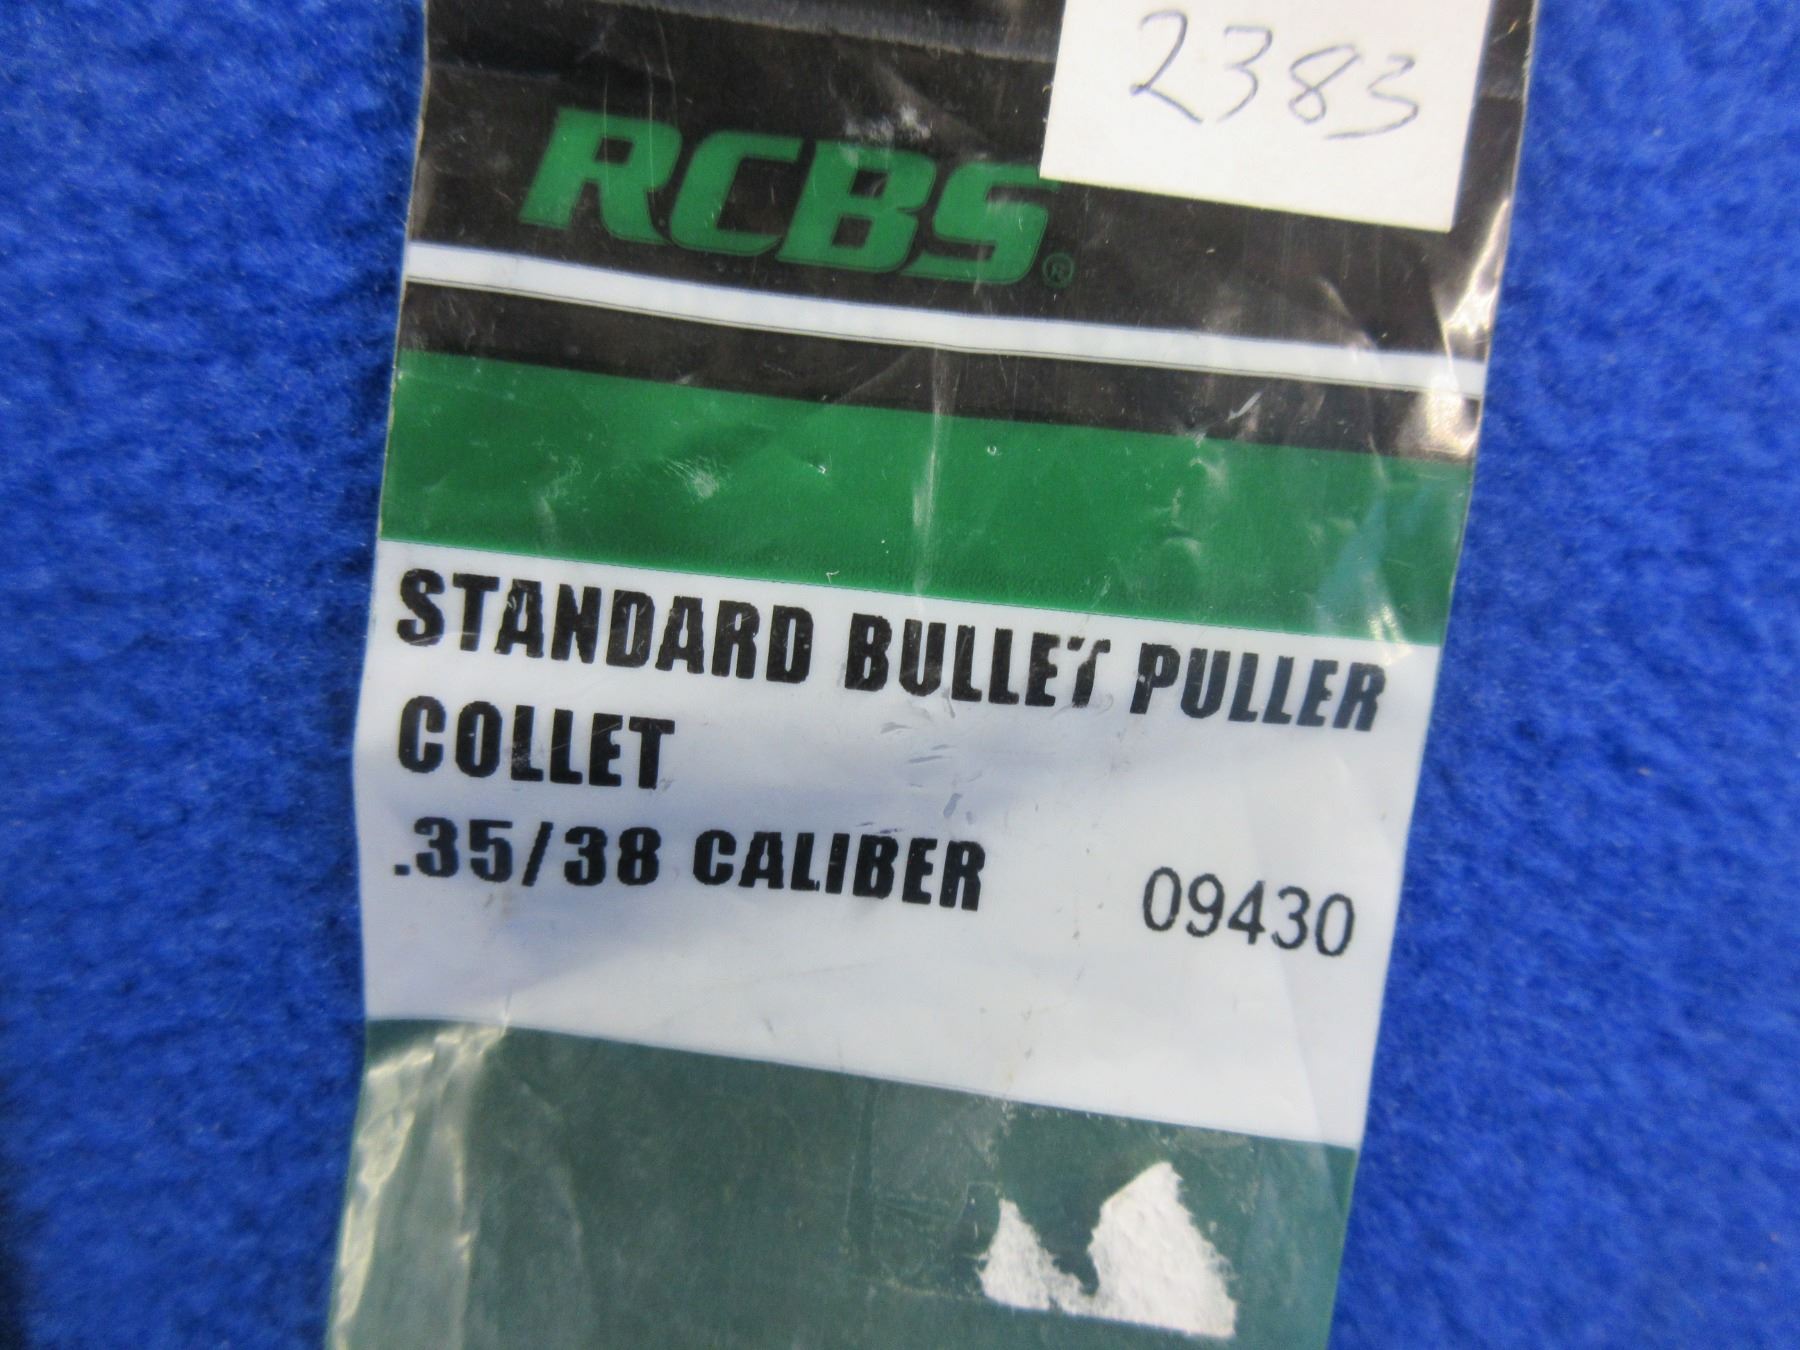 2383
RCBS®
STANDARD BULLET PULLER
COLLET
.35/38 CALIBER 09430